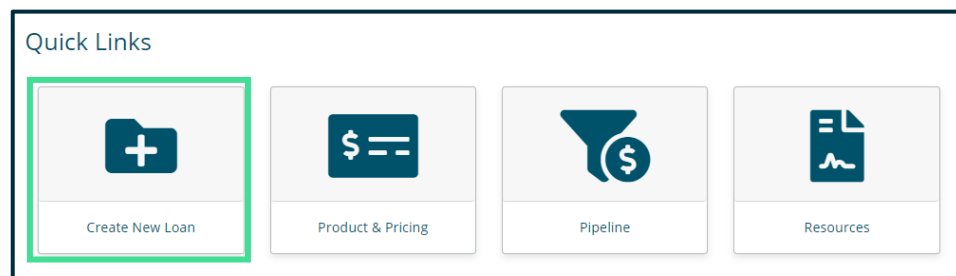 Quick Links
$
$
Create New Loan
Product & Pricing
Pipeline
Resources